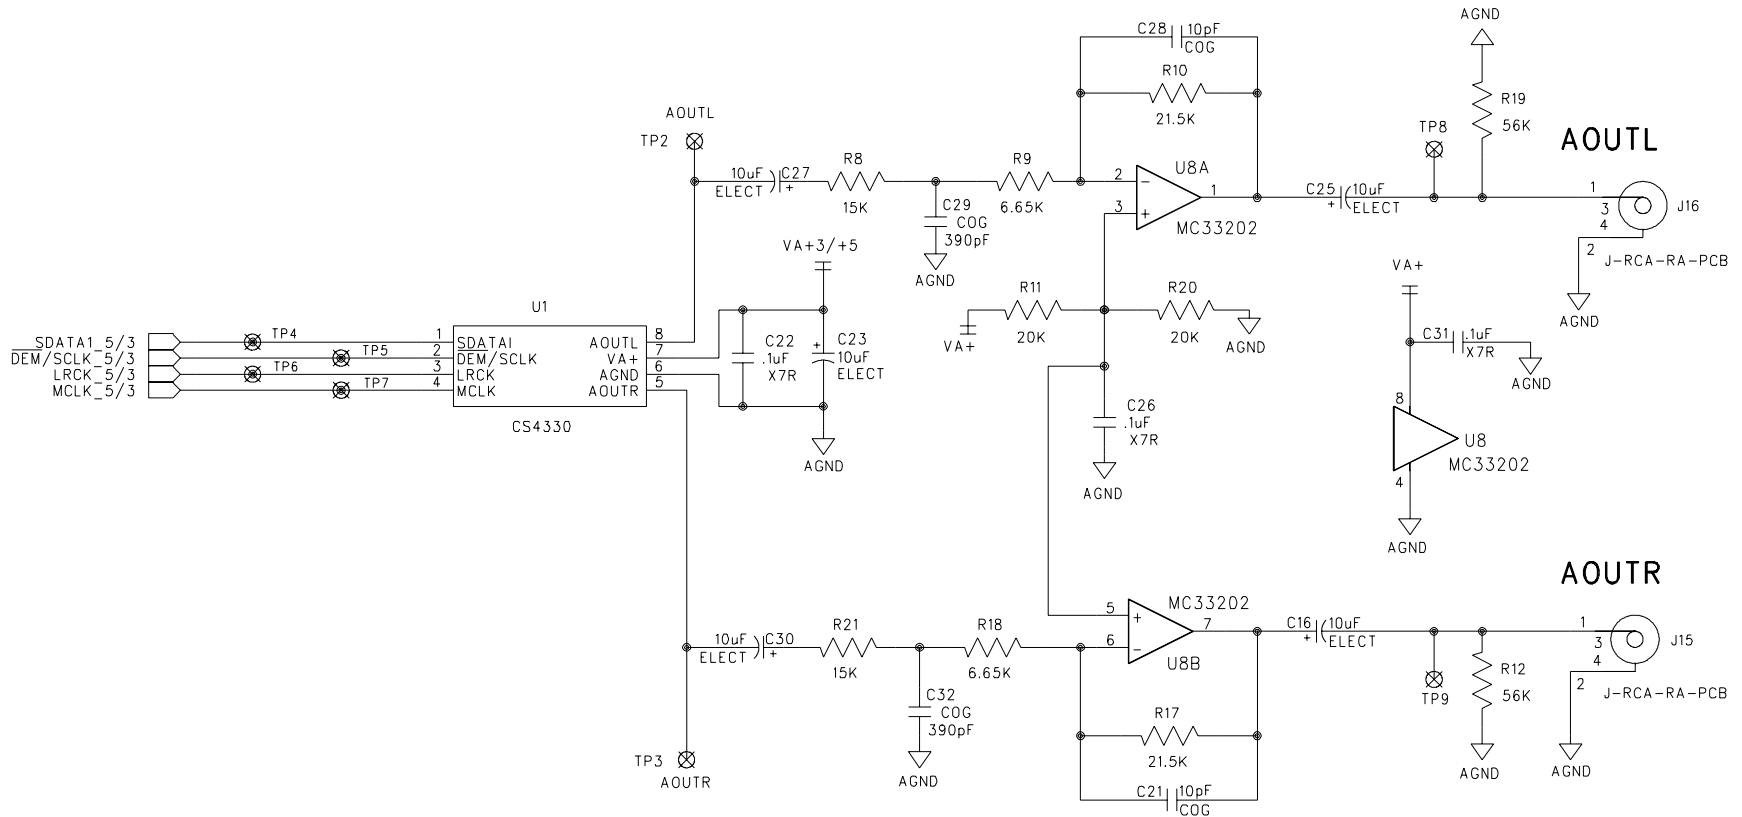 AGND
C28 10pF
COG
R10
21.5K
R19
56K
AOUTL
AOUTL
TP2
TP8
10uF C27
ELECT +
R8
15K
R9
6.65K
C29
COG
390pF
AGND
U8A
2 −
3 +
1
MC33202
C25 10uF
+ ELECT
1
3
4
2
J16
J-RCA-RA-PCB
AGND
VA+3/+5
R11
20K
R20
20K
VA+
AGND
VA+
C31 .1uF
X7R
AGND
U1
SDATA1_5/3
DEM/SCLK_5/3
LRCK_5/3
MCLK_5/3
TP4
TP5
TP6
TP7
1 SDATAI
2 DEM/SCLK
3 LRCK
4 MCLK
AOUTL 8
VA+ 7
AGND 6
AOUTR 5
CS4330
C22
.1uF
X7R
+ C23
10uF
ELECT
AGND
C26
.1uF
X7R
AGND
8
U8
MC33202
4
AGND
AOUTR
MC33202
5 +
6 −
7
U8B
C16 10uF
+ ELECT
1
3
4
2
J15
J-RCA-RA-PCB
10uF C30
ELECT +
R21
15K
R18
6.65K
C32
COG
390pF
AGND
TP3
AOUTR
R17
21.5K
C21 10pF
COG
TP9
R12
56K
AGND
AGND